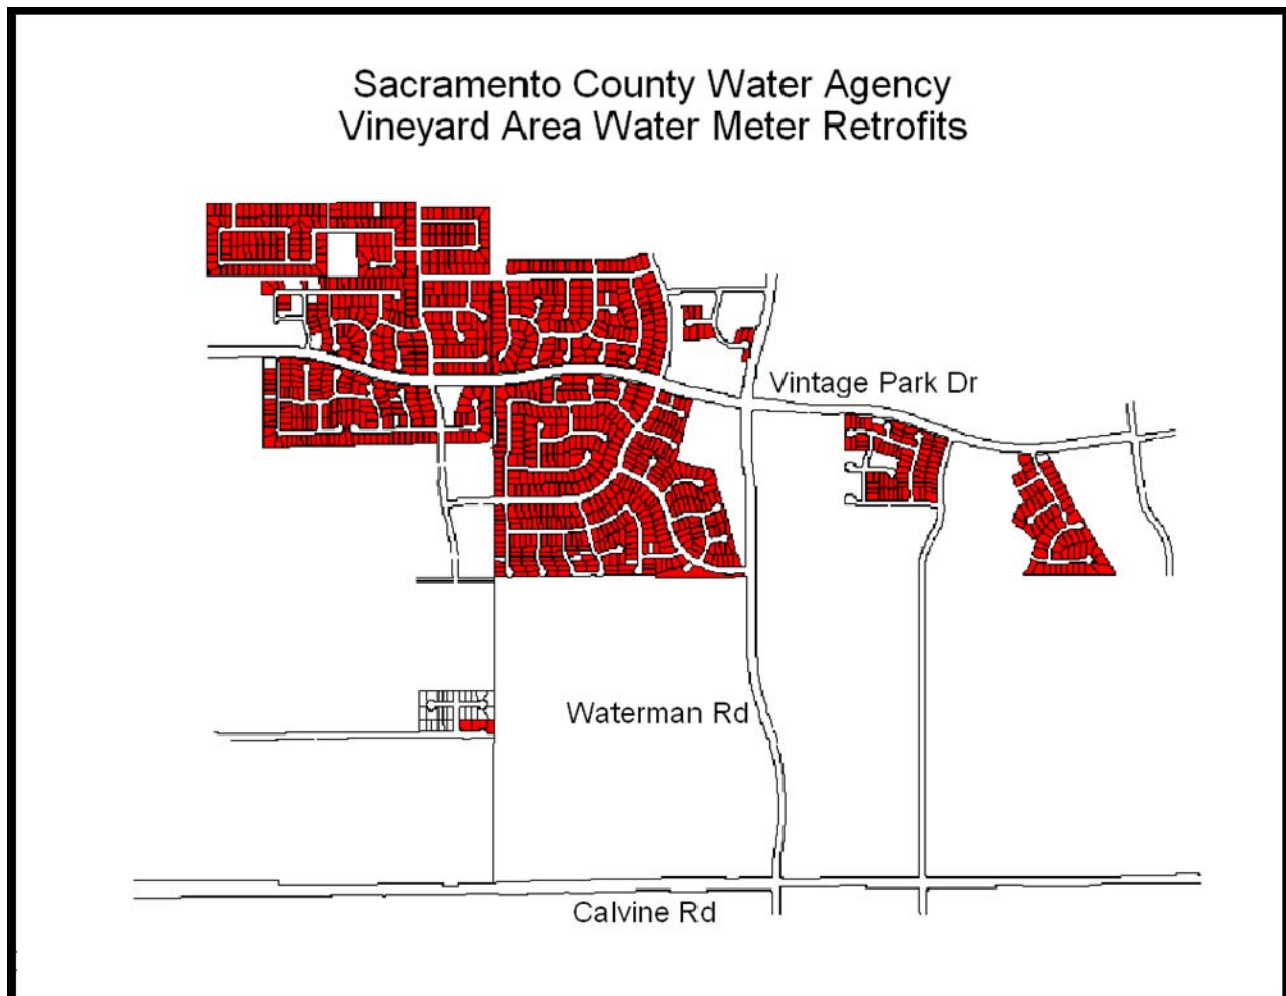 Sacramento County Water Agency
Vineyard Area Water Meter Retrofits
Vintage Park Dr
Waterman Rd
Calvine Rd